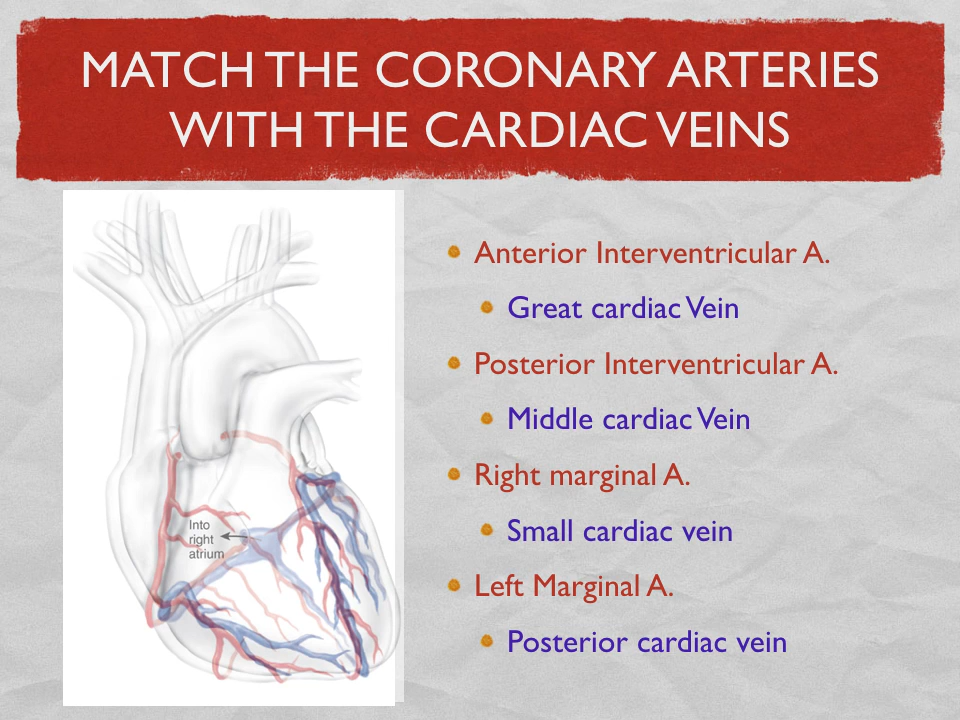 MATCH THE CORONARY ARTERIES
WITH THE CARDIAC VEINS
Anterior Interventricular A.
Great cardiac Vein
Posterior Interventricular A.
Middle cardiac Vein
Right marginal A.
Small cardiac vein
Left Marginal A.
Posterior cardiac vein
Into
right
atrium